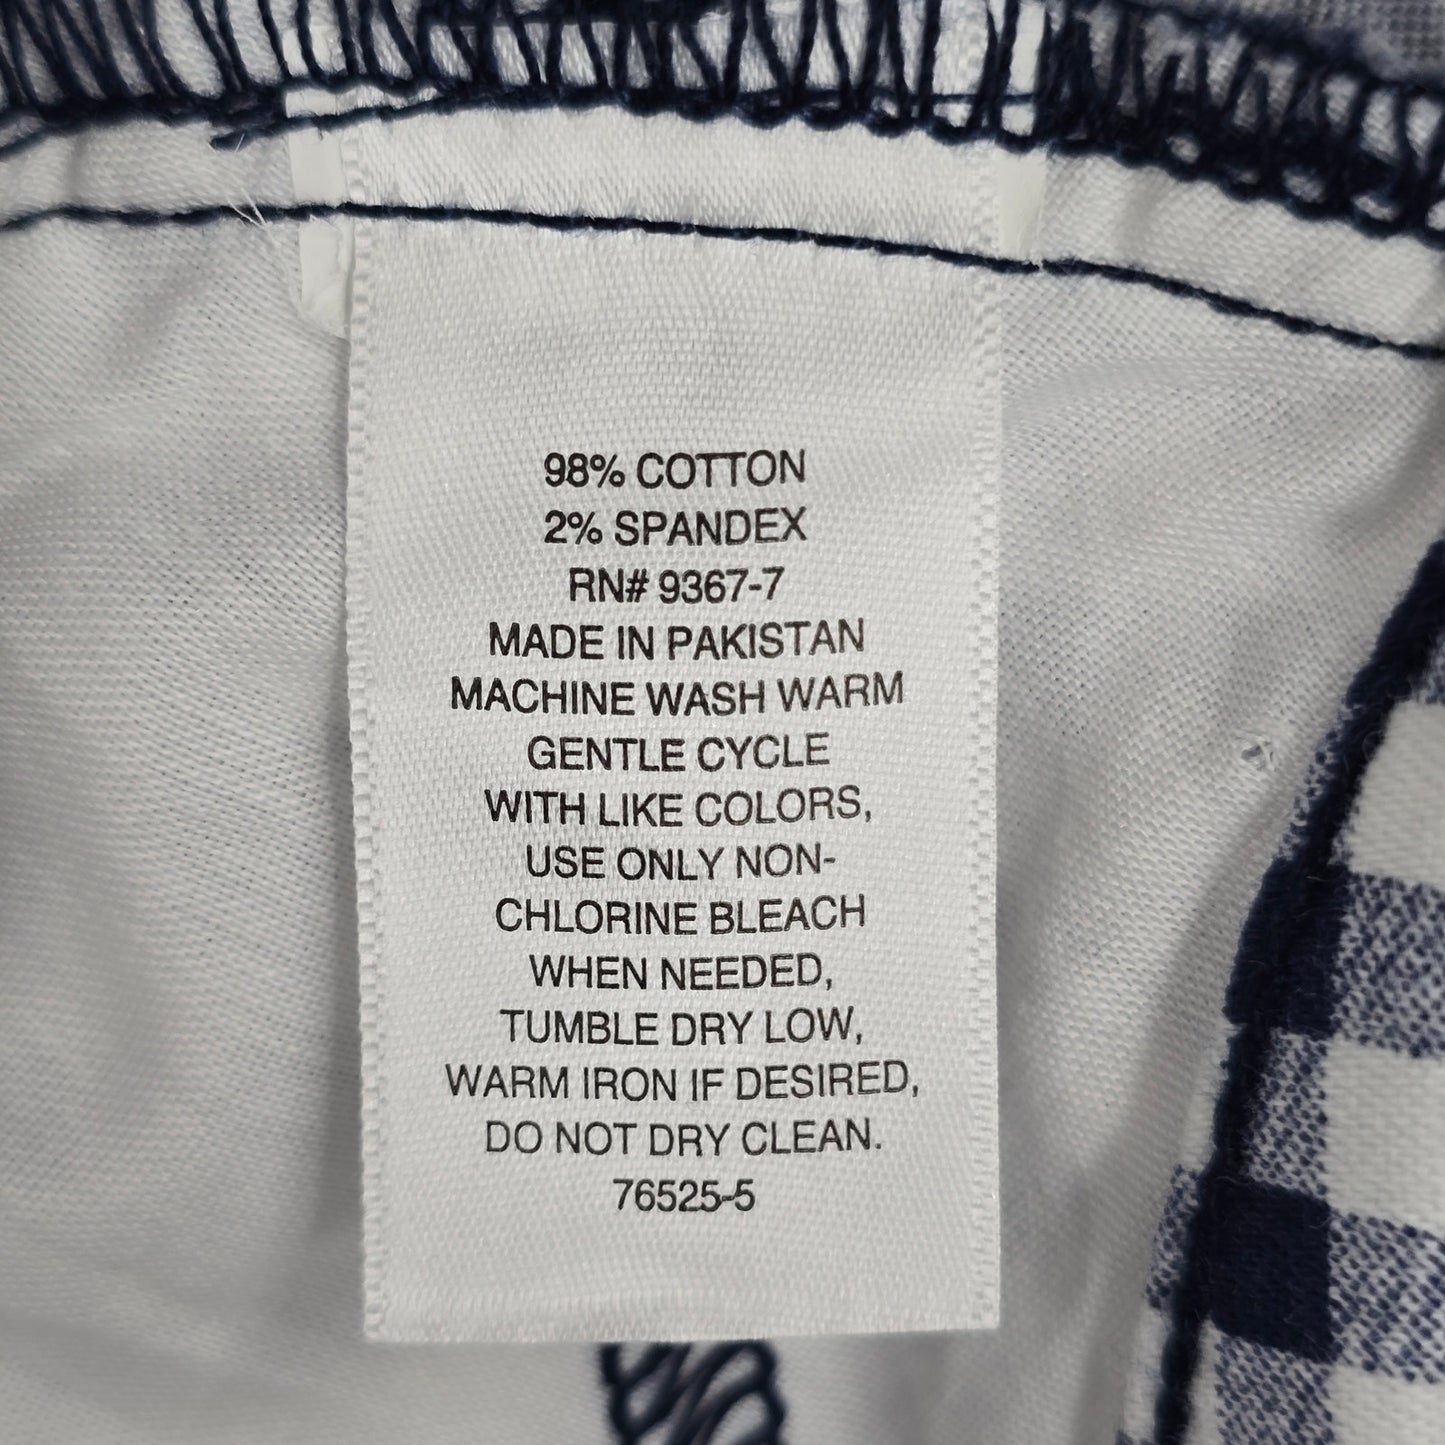 98% COTTON
2% SPANDEX
RN# 9367-7
MADE IN PAKISTAN
MACHINE WASH WARM
GENTLE CYCLE
WITH LIKE COLORS,
USE ONLY NON-
CHLORINE BLEACH
WHEN NEEDED,
TUMBLE DRY LOW,
WARM IRON IF DESIRED,
DO NOT DRY CLEAN.
76525-5